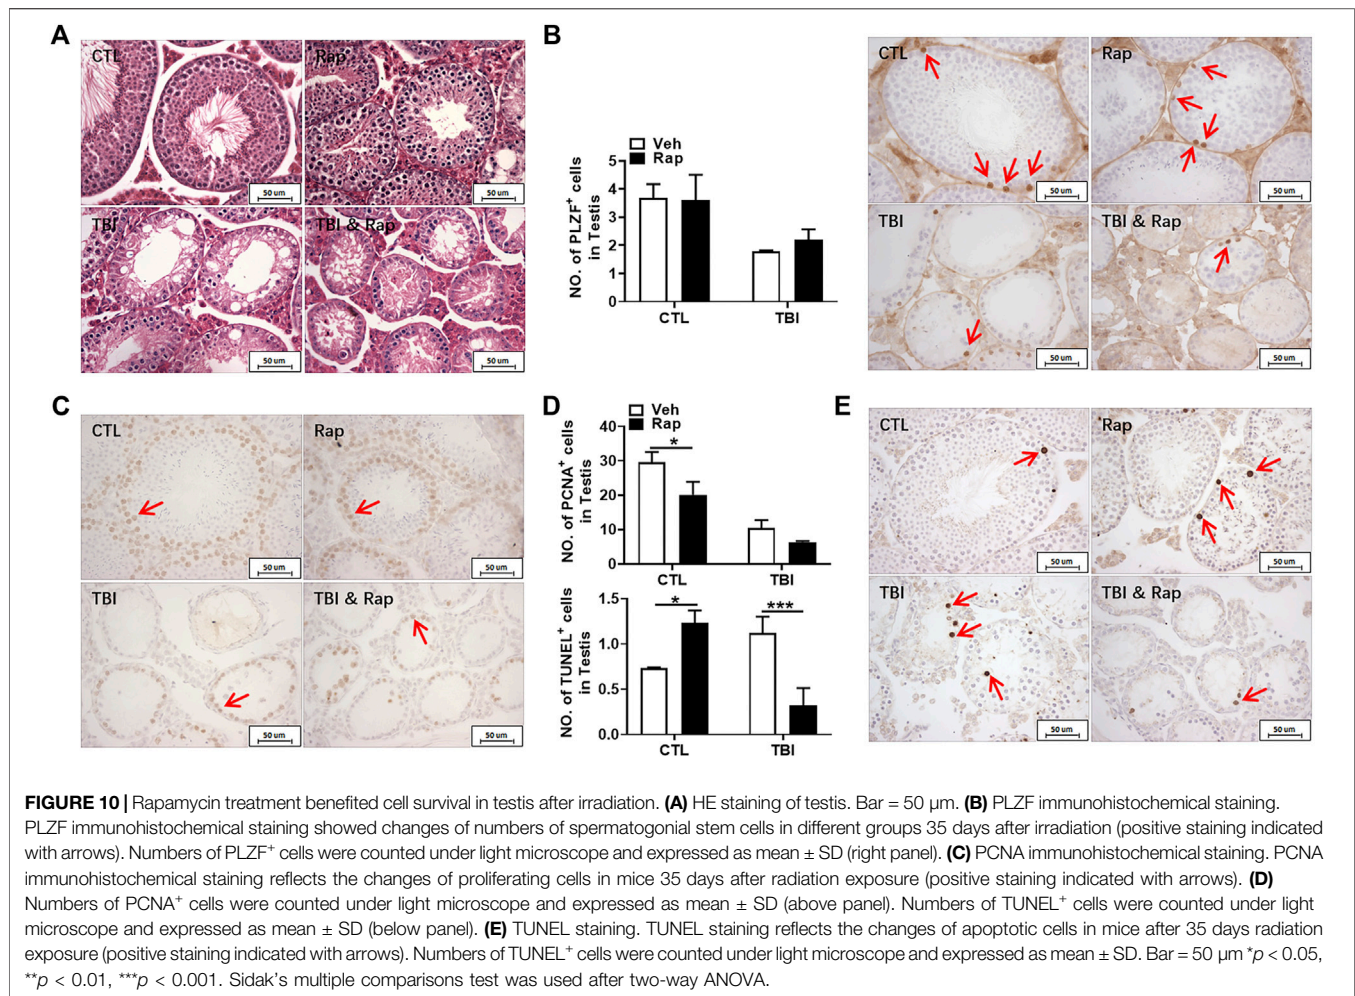 A
CTL
Rap
50 um
50 um
TBI
TBI & Rap
50 um
50 um
B
Veh
Rap
NO. of PLZF⁺ cells
in Testis
5
4
3
2
1
0
CTL
TBI
CTL
Rap
50 um
50 um
TBI
TBI & Rap
50 um
50 um
C
CTL
Rap
50 um
50 um
TBI
TBI & Rap
50 um
50 um
D
Veh
Rap
NO. of PCNA⁺ cells
in Testis
40
30
20
10
0
*
CTL
TBI
NO. of TUNEL⁺ cells
in Testis
1.5
1.0
0.5
0.0
*
***
CTL
TBI
E
CTL
Rap
50 um
50 um
TBI
TBI & Rap
50 um
50 um
FIGURE 10 | Rapamycin treatment benefited cell survival in testis after irradiation. (A) HE staining of testis. Bar = 50 μm. (B) PLZF immunohistochemical staining.
PLZF immunohistochemical staining showed changes of numbers of spermatogonial stem cells in different groups 35 days after irradiation (positive staining indicated
with arrows). Numbers of PLZF⁺ cells were counted under light microscope and expressed as mean ± SD (right panel). (C) PCNA immunohistochemical staining. PCNA
immunohistochemical staining reflects the changes of proliferating cells in mice 35 days after radiation exposure (positive staining indicated with arrows). (D)
Numbers of PCNA⁺ cells were counted under light microscope and expressed as mean ± SD (above panel). Numbers of TUNEL⁺ cells were counted under light
microscope and expressed as mean ± SD (below panel). (E) TUNEL staining. TUNEL staining reflects the changes of apoptotic cells in mice after 35 days radiation
exposure (positive staining indicated with arrows). Numbers of TUNEL⁺ cells were counted under light microscope and expressed as mean ± SD. Bar = 50 μm *p < 0.05,
**p < 0.01, ***p < 0.001. Sidak's multiple comparisons test was used after two-way ANOVA.